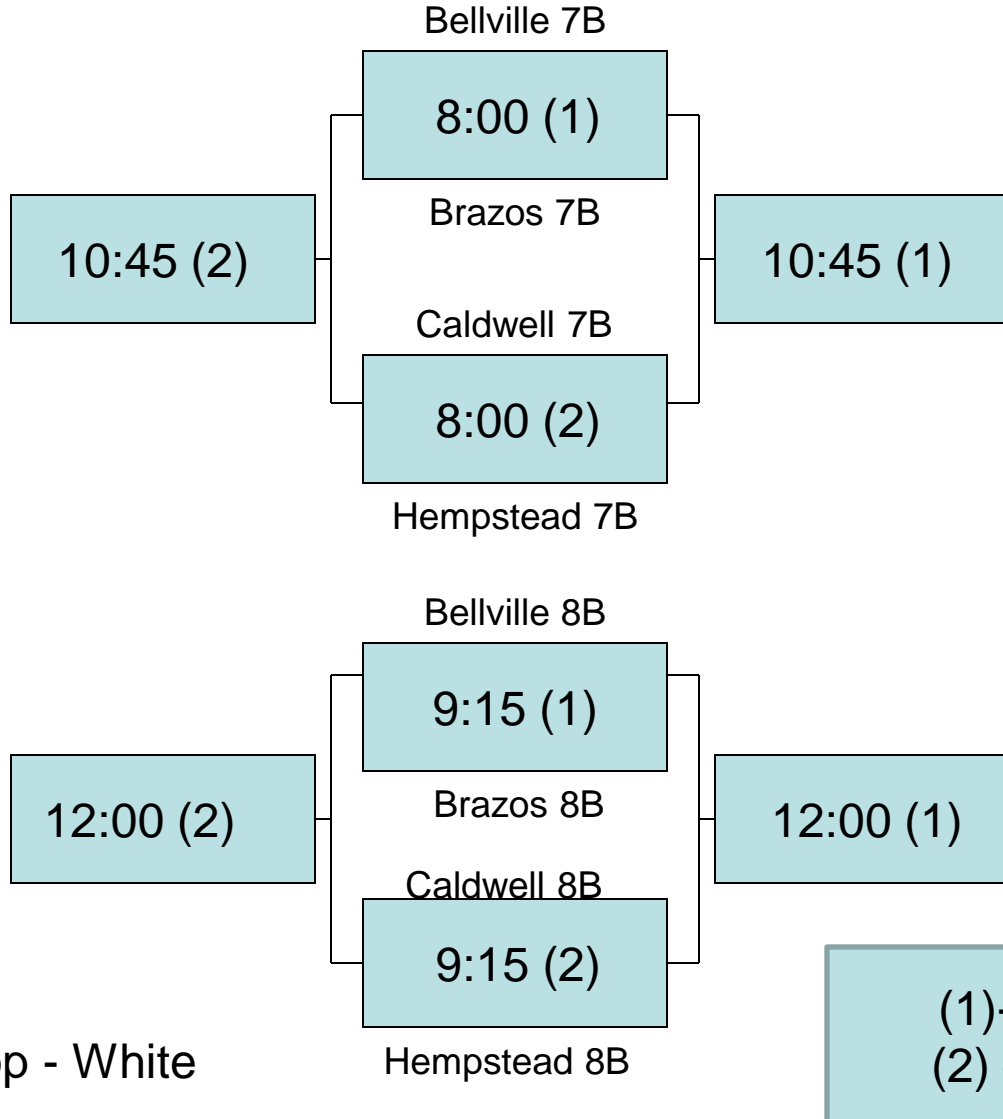 Bellville 7B
8:00 (1)
Brazos 7B
10:45 (2)
10:45 (1)
Caldwell 7B
8:00 (2)
Hempstead 7B
Bellville 8B
9:15 (1)
Brazos 8B
12:00 (2)
12:00 (1)
Caldwell 8B
9:15 (2)
Hempstead 8B
(1)-
(2)
- White